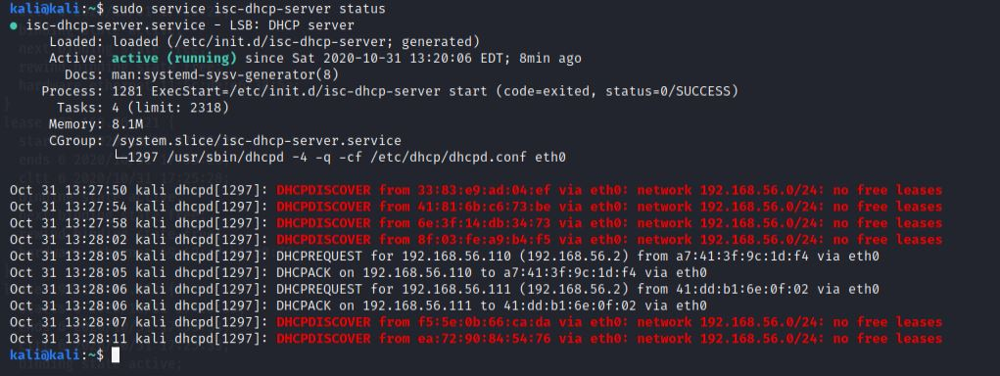 kali@kali:~$ sudo service isc-dhcp-server status
● isc-dhcp-server.service - LSB: DHCP server
Loaded: loaded (/etc/init.d/isc-dhcp-server; generated)
Active: active (running) since Sat 2020-10-31 13:20:06 EDT; 8min ago
Docs: man:systemd-sysv-generator(8)
Process: 1281 ExecStart=/etc/init.d/isc-dhcp-server start (code=exited, status=0/SUCCESS)
Tasks: 4 (limit: 2318)
Memory: 8.1M
CGroup: /system.slice/isc-dhcp-server.service
└─1297 /usr/sbin/dhcpd -4 -q -cf /etc/dhcp/dhcpd.conf eth0
Oct 31 13:27:50 kali dhcpd[1297]: DHCPDISCOVER from 33:83:e9:ad:04:ef via eth0: network 192.168.56.0/24: no free leases
Oct 31 13:27:54 kali dhcpd[1297]: DHCPDISCOVER from 41:81:6b:c6:73:be via eth0: network 192.168.56.0/24: no free leases
Oct 31 13:27:58 kali dhcpd[1297]: DHCPDISCOVER from 6e:3f:14:db:34:73 via eth0: network 192.168.56.0/24: no free leases
Oct 31 13:28:02 kali dhcpd[1297]: DHCPDISCOVER from 8f:03:fe:a9:b4:f5 via eth0: network 192.168.56.0/24: no free leases
Oct 31 13:28:05 kali dhcpd[1297]: DHCPREQUEST for 192.168.56.110 (192.168.56.2) from a7:41:3f:9c:1d:f4 via eth0
Oct 31 13:28:05 kali dhcpd[1297]: DHCPACK on 192.168.56.110 to a7:41:3f:9c:1d:f4 via eth0
Oct 31 13:28:06 kali dhcpd[1297]: DHCPREQUEST for 192.168.56.111 (192.168.56.2) from 41:dd:b1:6e:0f:02 via eth0
Oct 31 13:28:06 kali dhcpd[1297]: DHCPACK on 192.168.56.111 to 41:dd:b1:6e:0f:02 via eth0
Oct 31 13:28:07 kali dhcpd[1297]: DHCPDISCOVER from f5:5e:0b:66:ca:da via eth0: network 192.168.56.0/24: no free leases
Oct 31 13:28:11 kali dhcpd[1297]: DHCPDISCOVER from ea:72:90:84:54:76 via eth0: network 192.168.56.0/24: no free leases
kali@kali:~$